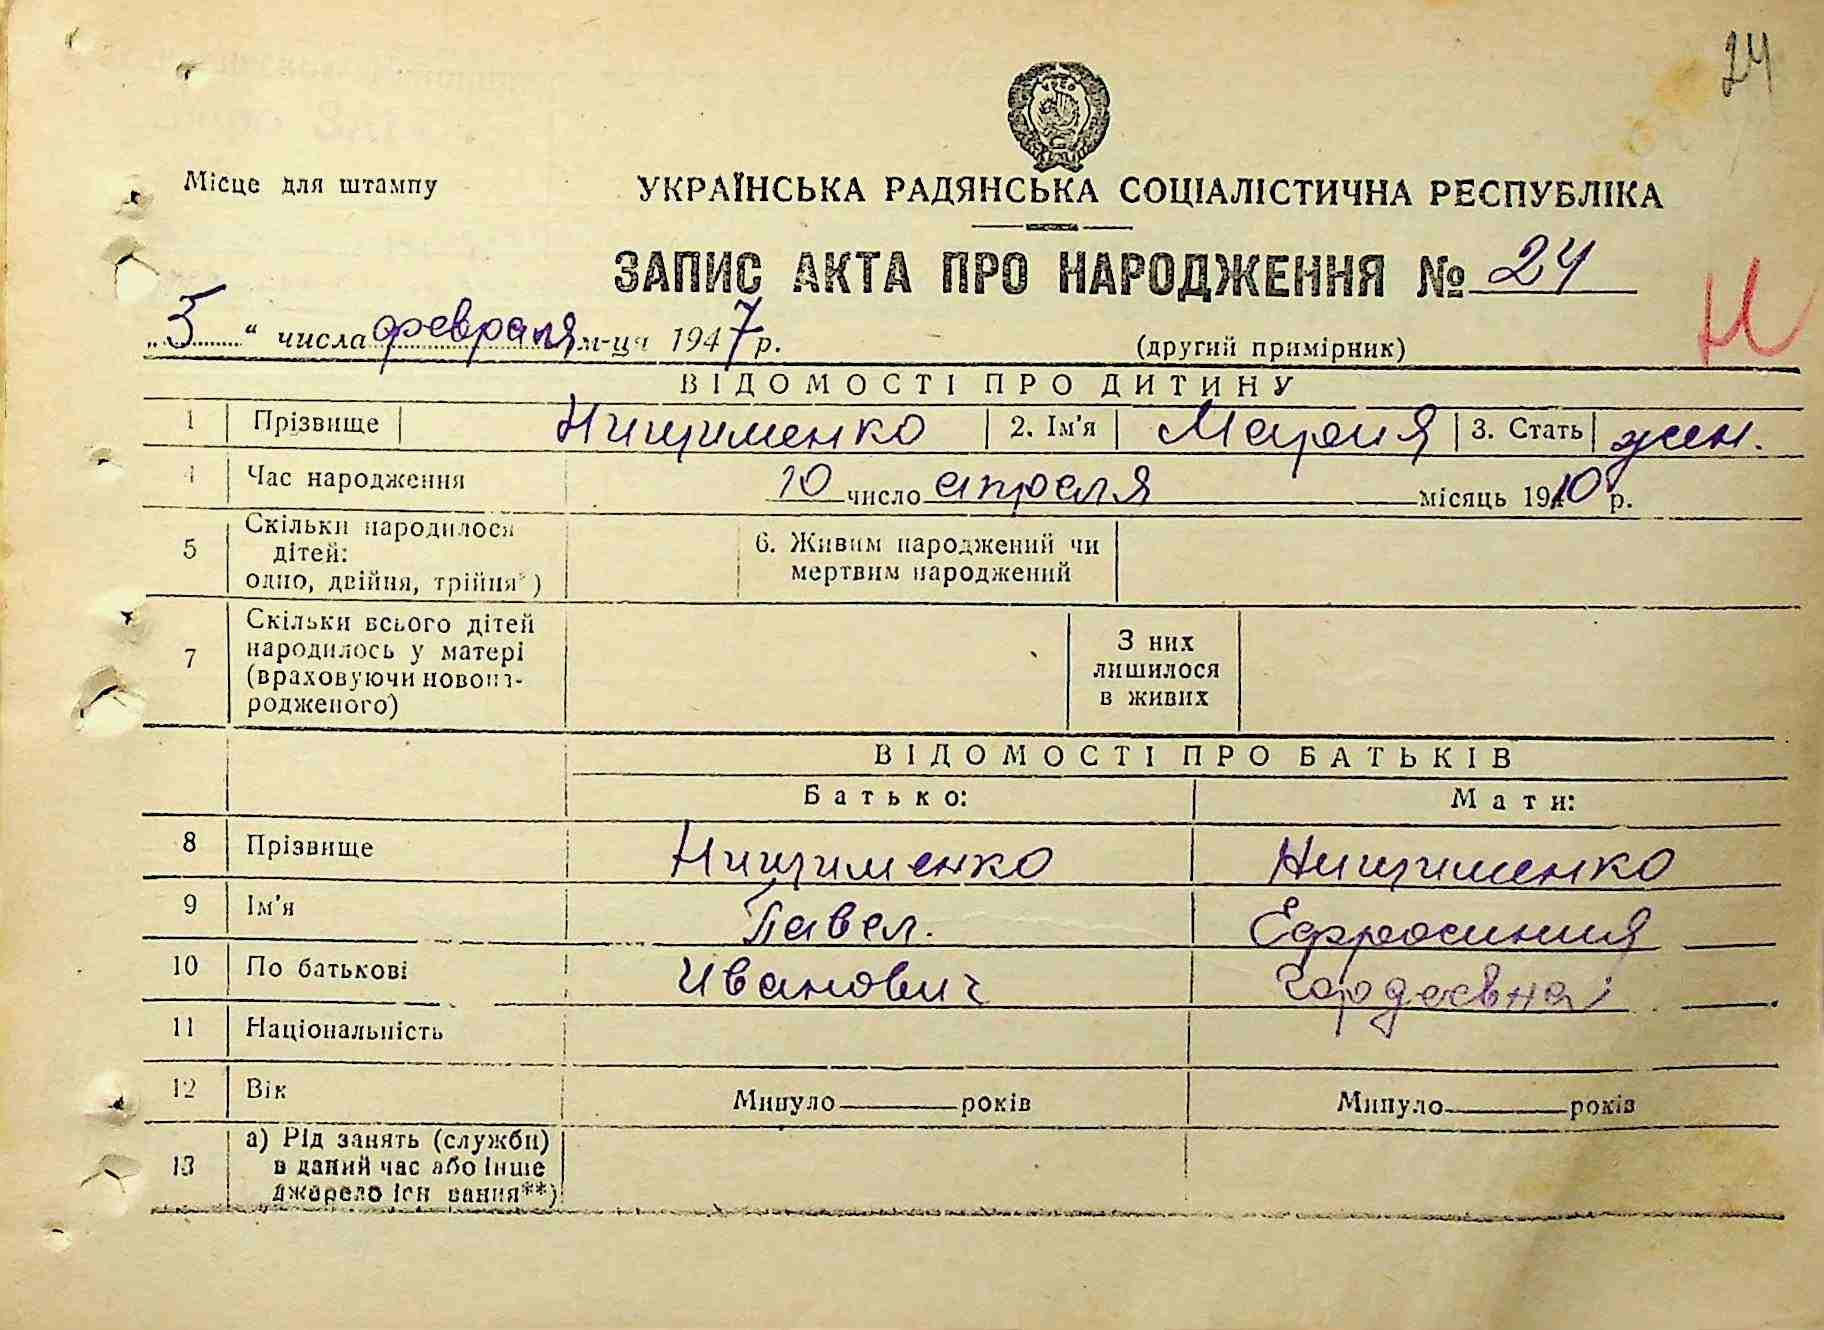 24
Місце для штампу
УКРАЇНСЬКА РАДЯНСЬКА СОЦІАЛІСТИЧНА РЕСПУБЛІКА
ЗАПИС АКТА ПРО НАРОДЖЕННЯ № 24
„5“ числа февраля м-ця 1947 р.
(другий примірник)
Н
ВІДОМОСТІ ПРО ДИТИНУ
1 Прізвище Нищименко 2. Ім'я Мария 3. Стать жен.
4 Час народження 10 число апреля місяць 1910 р.
5 Скільки народилося дітей: одно, двійня, трійня*) 6. Живим народжений чи мертвим народжений
7 Скільки всього дітей народилось у матері (враховуючи новона-родженого) З них лишилося в живих
ВІДОМОСТІ ПРО БАТЬКІВ
Батько: Мати:
8 Прізвище Нищименко Нищименко
9 Ім'я Павел. Ефросиния
10 По батькові Иванович Гордеевна
11 Національність
12 Вік Минуло років Минуло років
13 а) Рід занять (служби) в даний час або інше джерело існ вання**)